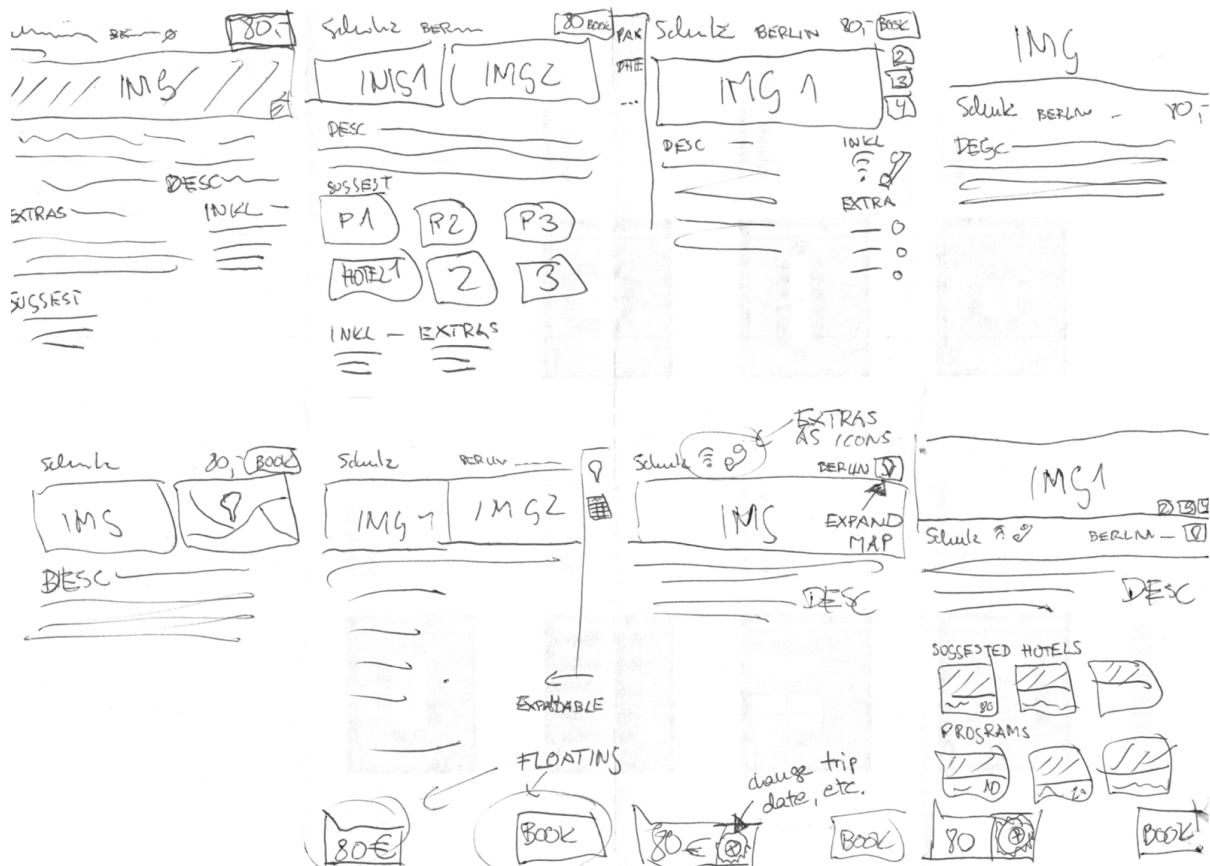 80,-
IMG
DESC
EXTRAS
INKL
SUGGEST
Schulz BERLIN
80 BOOK
IMG1
IMG2
DESC
SUGGEST
P1
P2
P3
HOTEL1
2
3
INKL — EXTRAS
PAX
DATE
...
Schulz BERLIN 80,- BOOK
IMG 1
2
3
4
DESC
INKL
EXTRA
IMG
Schulz BERLIN 80,-
DESC
Schulz 80,- BOOK
IMG
DESC
Schulz BERLIN
IMG 1
IMG2
EXPANDABLE
FLOATING
80€
BOOK
EXTRAS
AS ICONS
Schulz
BERLIN
IMG
EXPAND
MAP
DESC
change trip
date, etc.
80€
BOOK
IMG1
2 3 4
Schulz
BERLIN
DESC
SUGGESTED HOTELS
80
PROGRAMS
10
80
BOOK